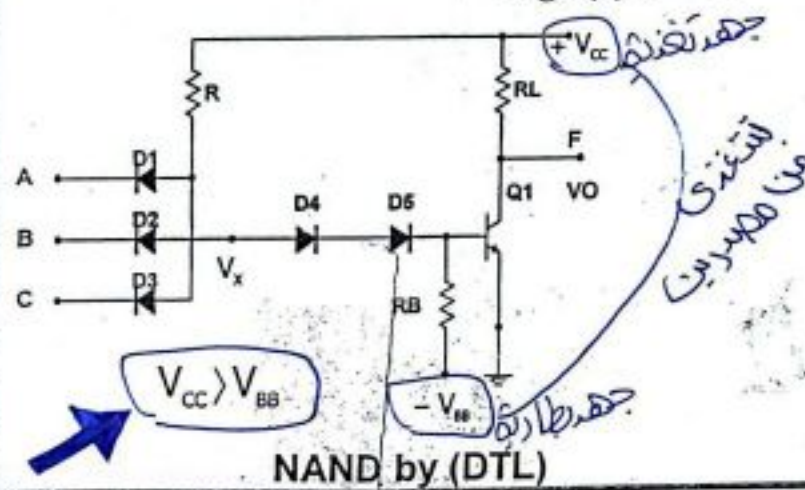 + Vcc
جهد تغذية
R
RL
A
D1
F
B
D2
D4
D5
Q1
VO
تتغذى
من مصدرين
C
D3
Vx
RB
VCC > VBB
- VBB
جهد بطارية
NAND by (DTL)